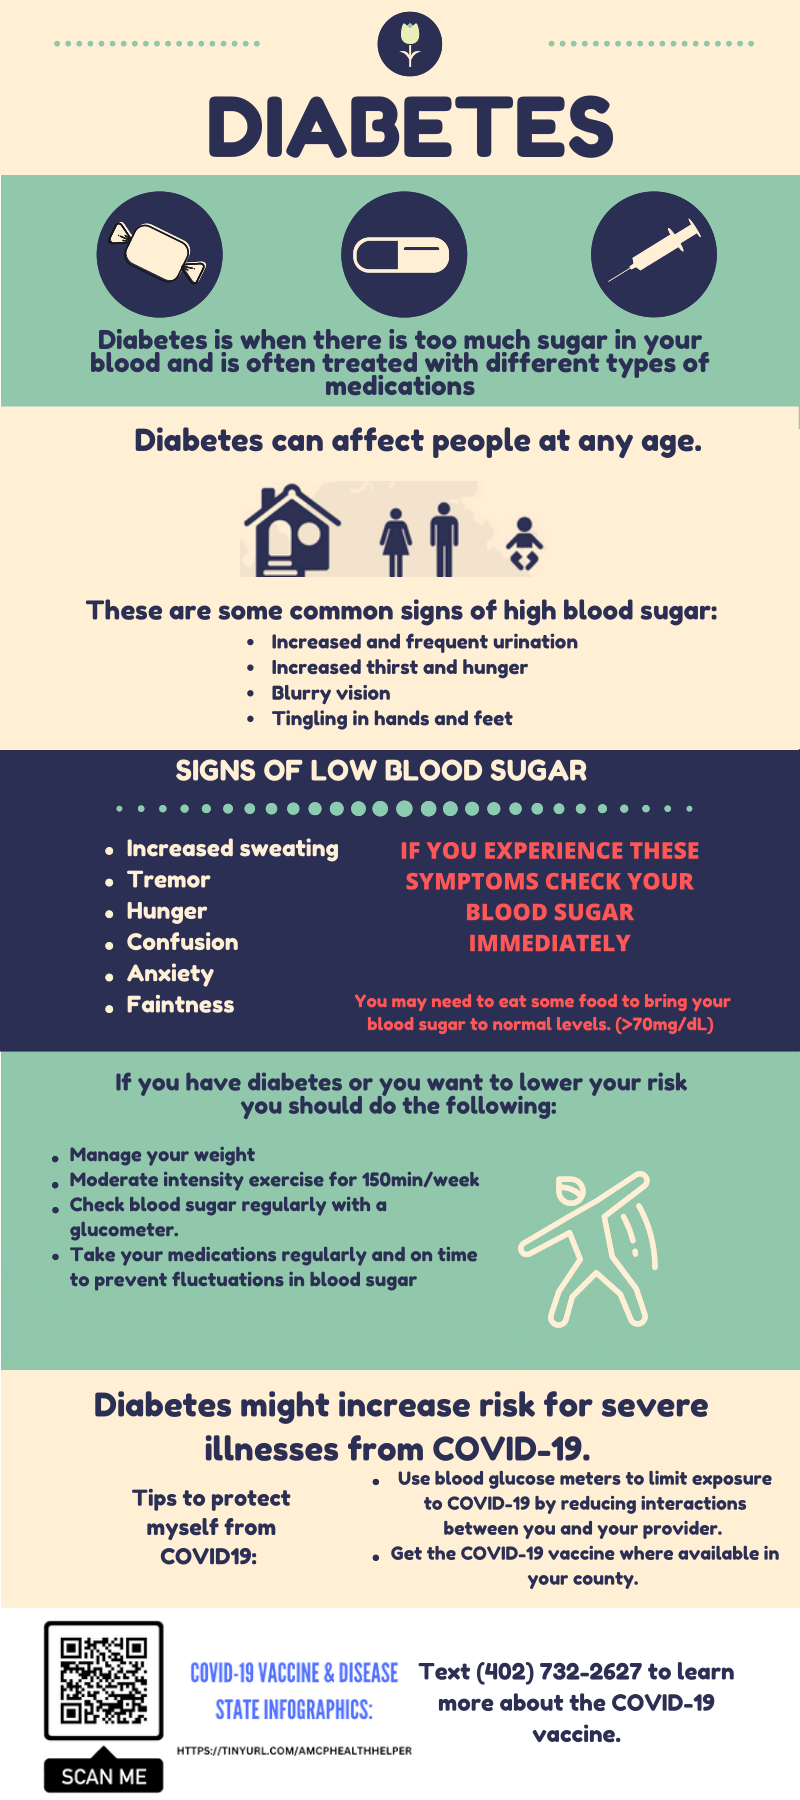 DIABETES
Diabetes is when there is too much sugar in your
blood and is often treated with different types of
medications
Diabetes can affect people at any age.
These are some common signs of high blood sugar:
• Increased and frequent urination
• Increased thirst and hunger
• Blurry vision
• Tingling in hands and feet
SIGNS OF LOW BLOOD SUGAR
• Increased sweating
• Tremor
• Hunger
• Confusion
• Anxiety
• Faintness
IF YOU EXPERIENCE THESE
SYMPTOMS CHECK YOUR
BLOOD SUGAR
IMMEDIATELY
You may need to eat some food to bring your
blood sugar to normal levels. (>70mg/dL)
If you have diabetes or you want to lower your risk
you should do the following:
• Manage your weight
• Moderate intensity exercise for 150min/week
• Check blood sugar regularly with a
glucometer.
• Take your medications regularly and on time
to prevent fluctuations in blood sugar
Diabetes might increase risk for severe
illnesses from COVID-19.
Tips to protect
myself from
COVID19:
• Use blood glucose meters to limit exposure
to COVID-19 by reducing interactions
between you and your provider.
• Get the COVID-19 vaccine where available in
your county.
SCAN ME
COVID-19 VACCINE & DISEASE
STATE INFOGRAPHICS:
HTTPS://TINYURL.COM/AMCPHEALTHHELPER
Text (402) 732-2627 to learn
more about the COVID-19
vaccine.